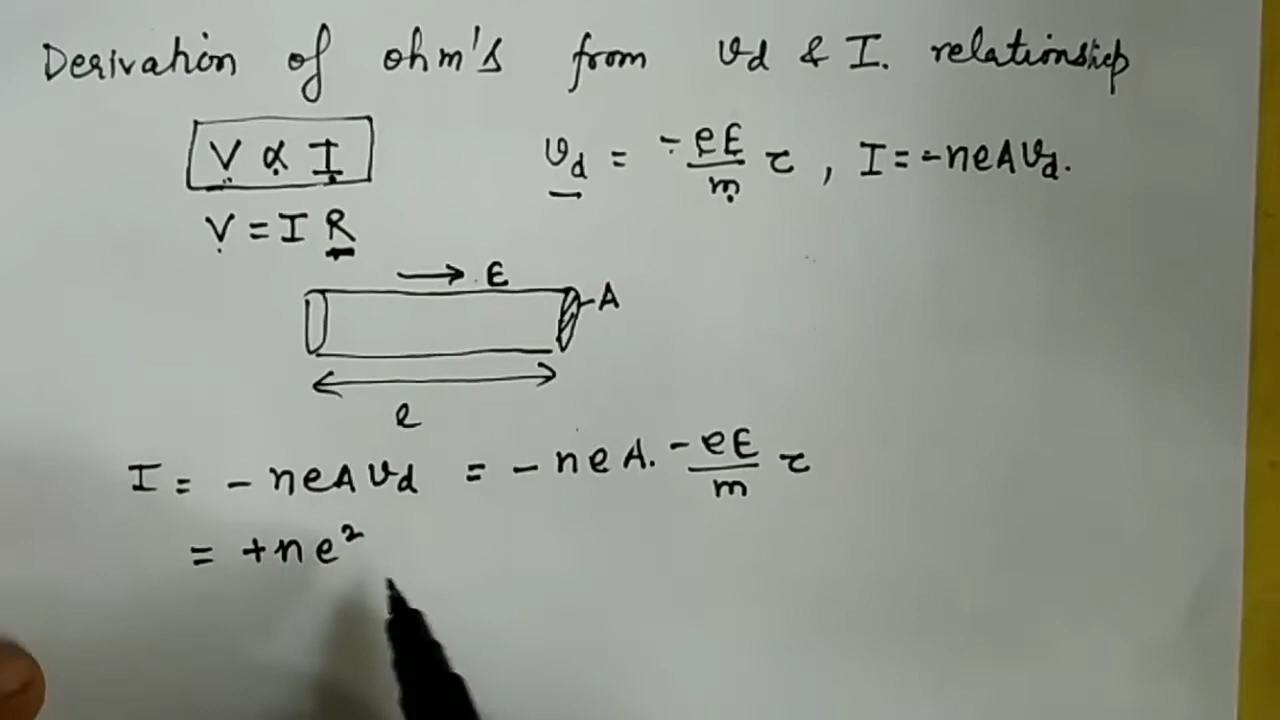 Derivation of ohm's from vd & I. relationship
V ∝ I
vd = -eE/m τ, I = -neAvd.
V = I R
E
A
l
I = -neAvd = -neA. -eE/m τ
= +ne²